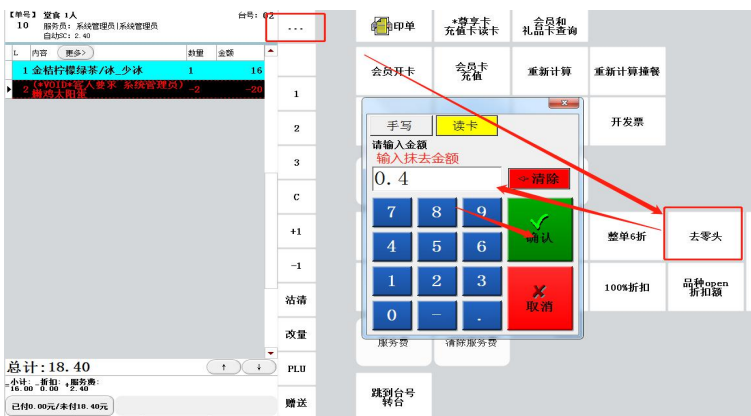 【单号】 堂食 1人 台号: 02
10 服务员: 系统管理员|系统管理员
自动SC: 2.40
...
L 内容 (更多>) 数量 金额
1 金桔柠檬绿茶/冰_少冰 1 16
2 (*VOID*客人要求 系统管理员) -2 -20
1
2
3
C
+1
-1
沽清
改量
PLU
赠送
总计:18.40
小计: _折扣: +服务费:
16.00 0.00 2.40
已付0.00元/未付18.40元
印单
*尊享卡
充值卡读卡
会员和
礼品卡查询
会员开卡
会员卡
充值
重新计算
重新计算撞餐
开发票
手写
读卡
请输入金额
输入抹去金额
0.4
清除
7 8 9
确认
4 5 6
1 2 3
取消
0 - .
整单6折
去零头
100%折扣
品种open
折扣额
服务费
清除服务费
跳到台号
转台